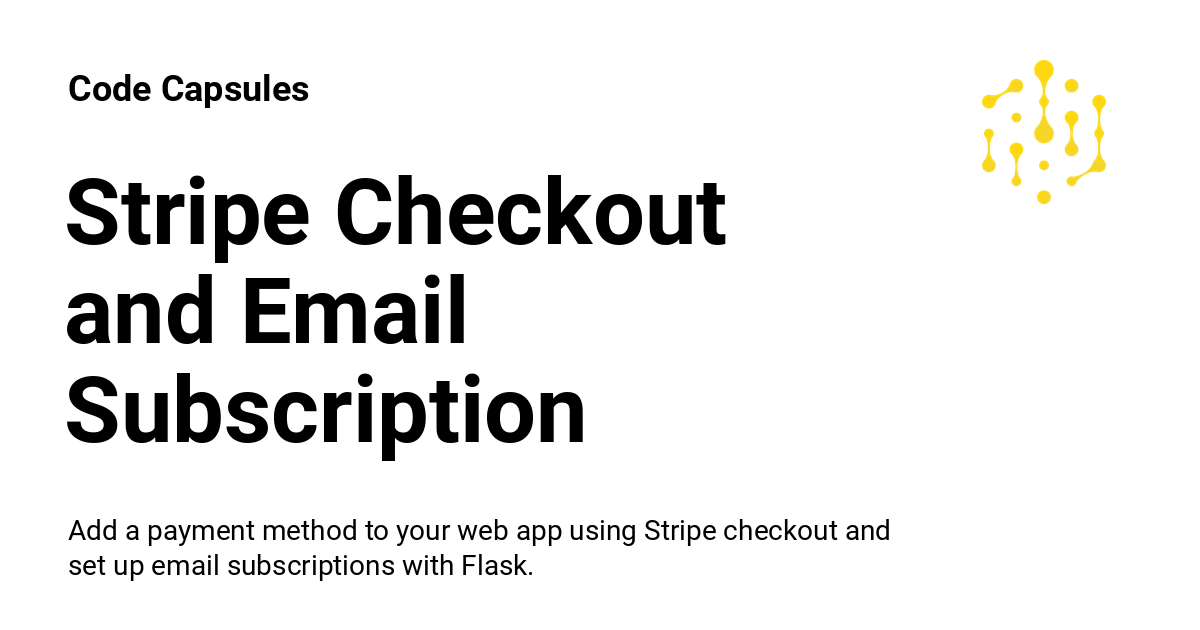 Code Capsules
Stripe Checkout
and Email
Subscription
Add a payment method to your web app using Stripe checkout and
set up email subscriptions with Flask.